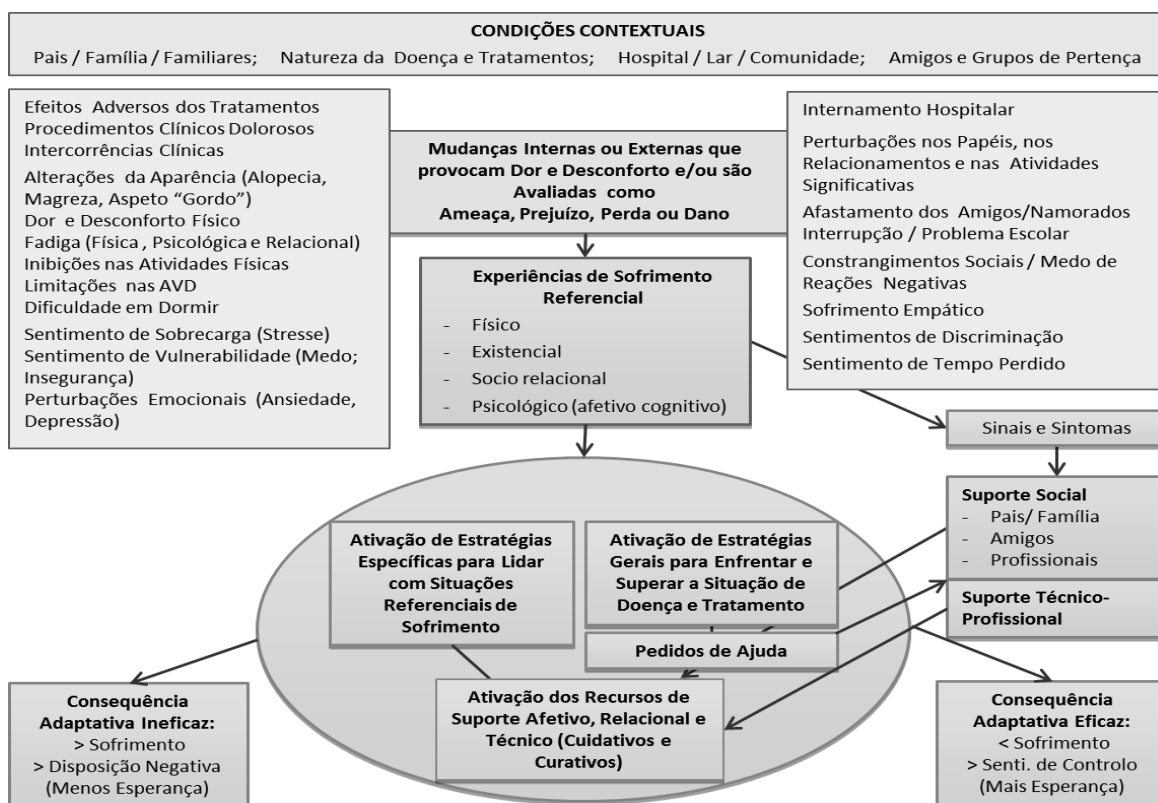 CONDIÇÕES CONTEXTUAIS
Pais / Família / Familiares; Natureza da Doença e Tratamentos; Hospital / Lar / Comunidade; Amigos e Grupos de Pertença
Efeitos Adversos dos Tratamentos
Procedimentos Clínicos Dolorosos
Intercorrências Clínicas
Alterações da Aparência (Alopecia,
Magreza, Aspeto “Gordo”)
Dor e Desconforto Físico
Fadiga (Física , Psicológica e Relacional)
Inibições nas Atividades Físicas
Limitações nas AVD
Dificuldade em Dormir
Sentimento de Sobrecarga (Stresse)
Sentimento de Vulnerabilidade (Medo;
Insegurança)
Perturbações Emocionais (Ansiedade,
Depressão)
Mudanças Internas ou Externas que
provocam Dor e Desconforto e/ou são
Avaliadas como
Ameaça, Prejuízo, Perda ou Dano
Internamento Hospitalar
Perturbações nos Papéis, nos
Relacionamentos e nas Atividades
Significativas
Afastamento dos Amigos/Namorados
Interrupção / Problema Escolar
Constrangimentos Sociais / Medo de
Reações Negativas
Sofrimento Empático
Sentimentos de Discriminação
Sentimento de Tempo Perdido
Experiências de Sofrimento
Referencial
- Físico
- Existencial
- Socio relacional
- Psicológico (afetivo cognitivo)
Sinais e Sintomas
Suporte Social
- Pais/ Família
- Amigos
- Profissionais
Suporte Técnico-
Profissional
Ativação de Estratégias
Específicas para Lidar
com Situações
Referenciais de
Sofrimento
Ativação de Estratégias
Gerais para Enfrentar e
Superar a Situação de
Doença e Tratamento
Pedidos de Ajuda
Ativação dos Recursos de
Suporte Afetivo, Relacional e
Técnico (Cuidativos e
Curativos)
Consequência
Adaptativa Ineficaz:
> Sofrimento
> Disposição Negativa
(Menos Esperança)
Consequência
Adaptativa Eficaz:
< Sofrimento
> Senti. de Controlo
(Mais Esperança)